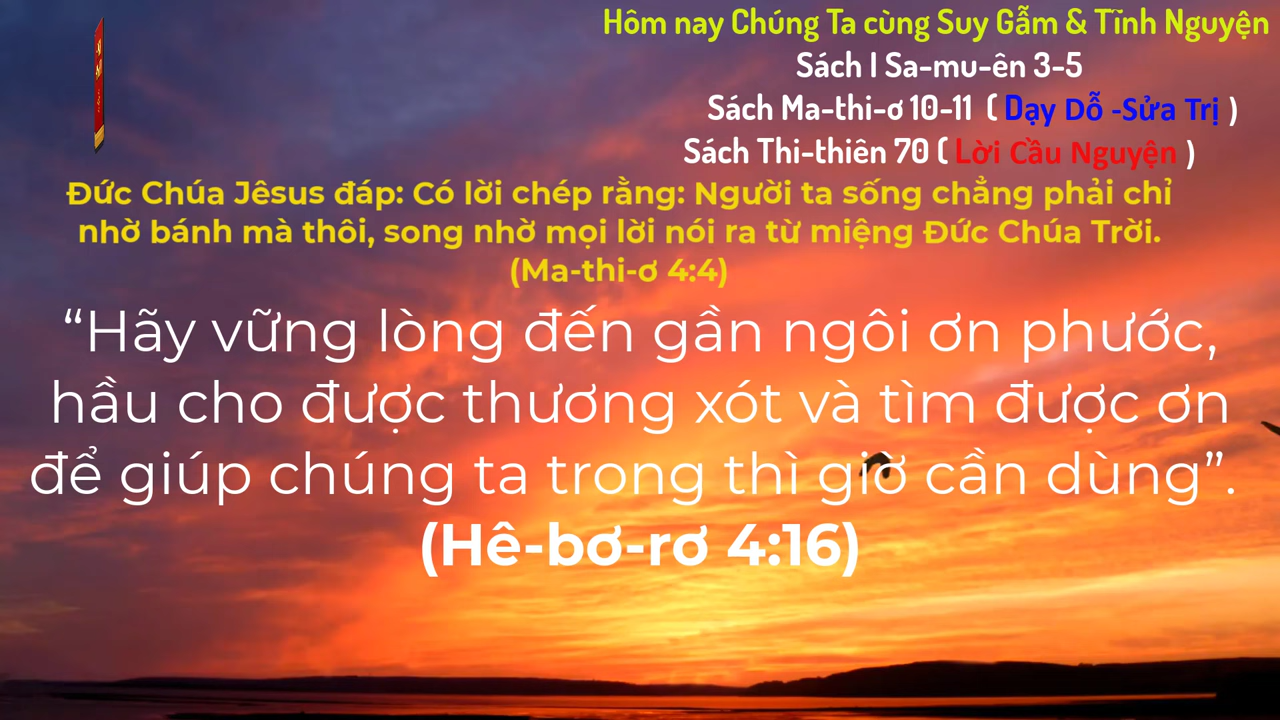 Hôm nay Chúng Ta cùng Suy Gẫm & Tĩnh Nguyện
Sách I Sa-mu-ên 3-5
Sách Ma-thi-ơ 10-11 ( Dạy Dỗ -Sửa Trị )
Sách Thi-thiên 70 ( Lời Cầu Nguyện )
Đức Chúa Jêsus đáp: Có lời chép rằng: Người ta sống chẳng phải chỉ
nhờ bánh mà thôi, song nhờ mọi lời nói ra từ miệng Đức Chúa Trời.
(Ma-thi-ơ 4:4)
“Hãy vững lòng đến gần ngôi ơn phước,
hầu cho được thương xót và tìm được ơn
để giúp chúng ta trong thì giờ cần dùng”.
(Hê-bơ-rơ 4:16)